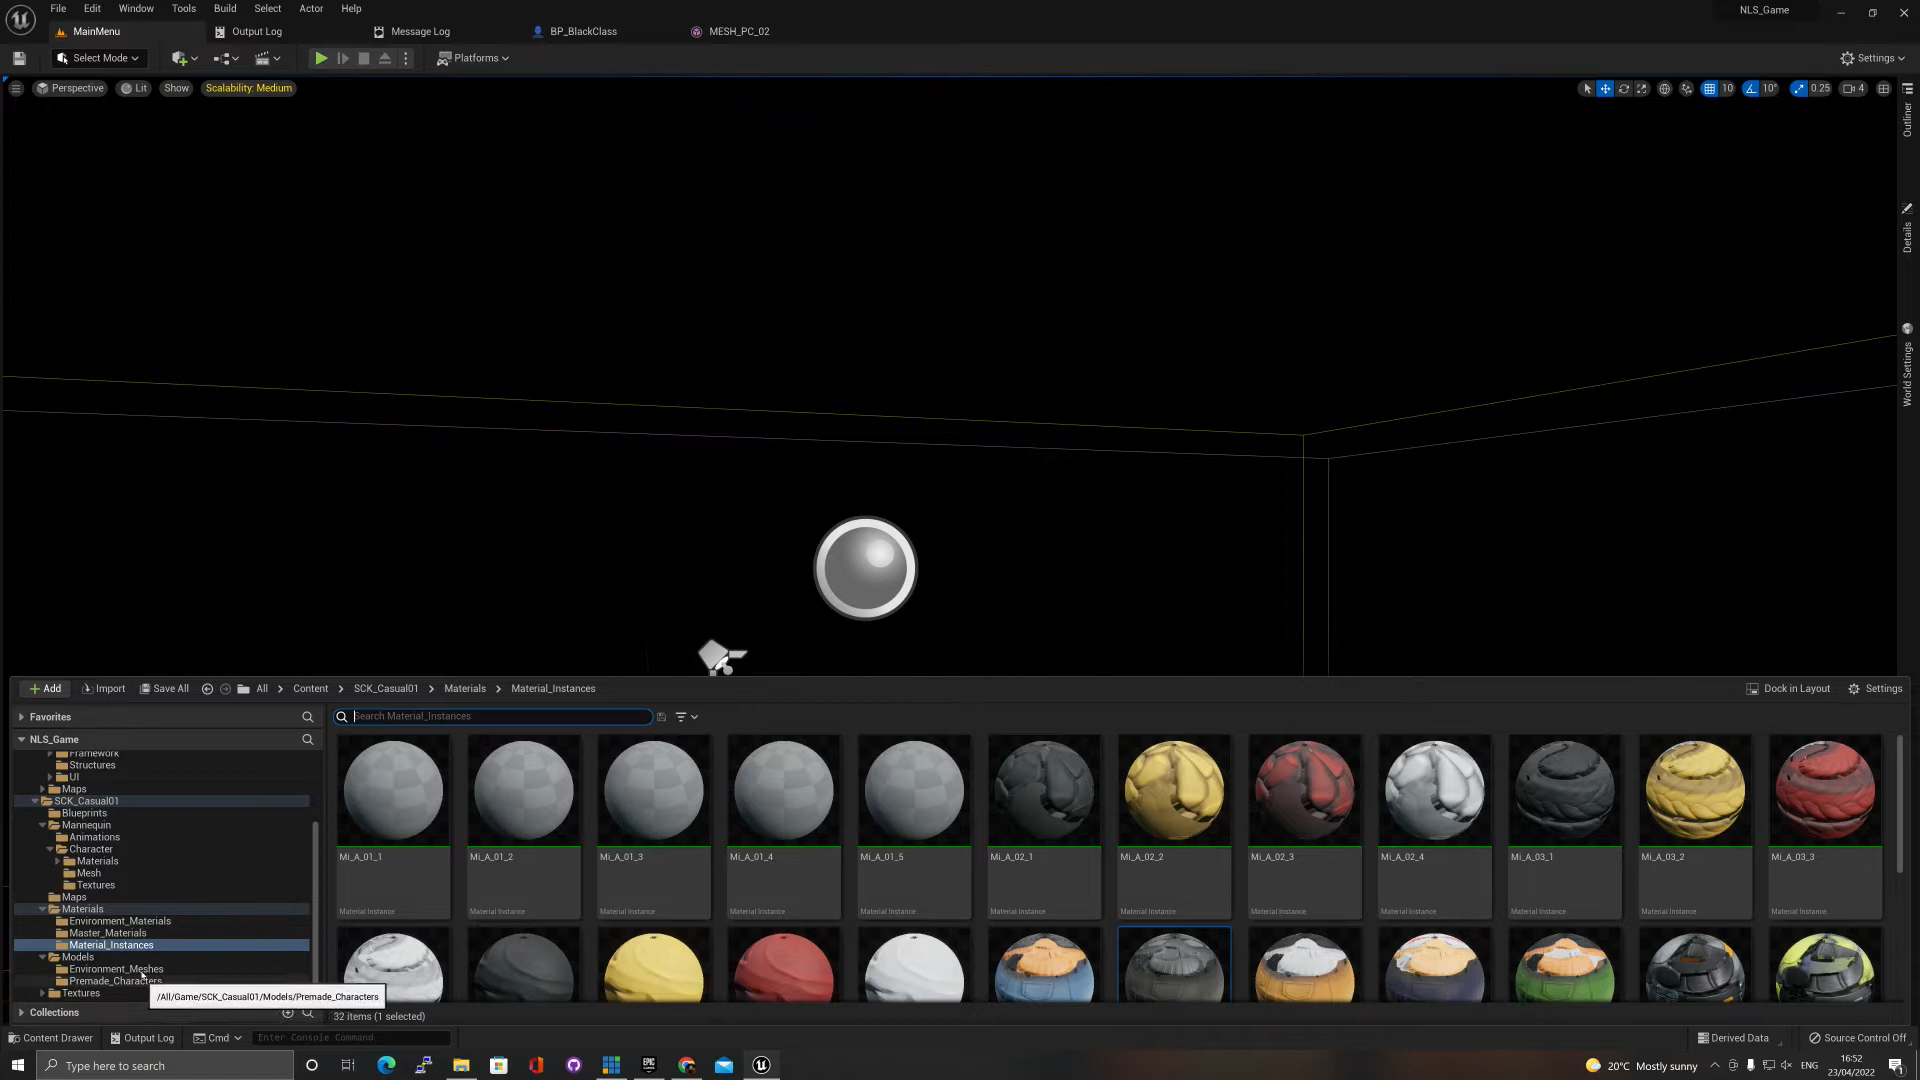 File Edit Window Tools Build Select Actor Help
NLS_Game
MainMenu Output Log Message Log BP_BlackClass MESH_PC_02
Select Mode Platforms Settings
Perspective Lit Show Scalability: Medium 10 10° 0.25 4
Outliner
Details
World Settings
Add Import Save All All Content SCK_Casual01 Materials Material_Instances Dock in Layout Settings
Favorites
Search Material_Instances
NLS_Game
Framework
Structures
UI
Maps
SCK_Casual01
Blueprints
Mannequin
Animations
Character
Materials
Mesh
Textures
Maps
Materials
Environment_Materials
Master_Materials
Material_Instances
Models
Environment_Meshes
Premade_Characters
Textures
/All/Game/SCK_Casual01/Models/Premade_Characters
Collections
Mi_A_01_1 Mi_A_01_2 Mi_A_01_3 Mi_A_01_4 Mi_A_01_5 Mi_A_02_1 Mi_A_02_2 Mi_A_02_3 Mi_A_02_4 Mi_A_03_1 Mi_A_03_2 Mi_A_03_3
Material Instance Material Instance Material Instance Material Instance Material Instance Material Instance Material Instance Material Instance Material Instance Material Instance Material Instance Material Instance
32 items (1 selected)
Content Drawer Output Log Cmd Enter Console Command Derived Data Source Control Off
Type here to search
EPIC GAMES
20°C Mostly sunny ENG
16:52
23/04/2022
1